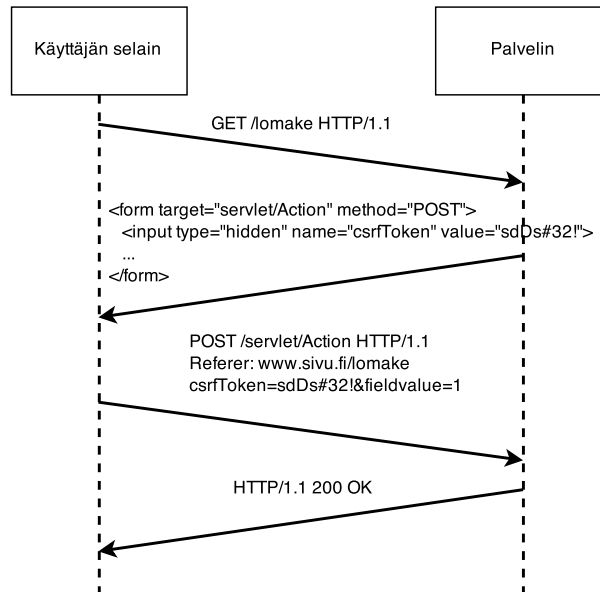 Käyttäjän selain
Palvelin
GET /lomake HTTP/1.1
<form target="servlet/Action" method="POST">
<input type="hidden" name="csrfToken" value="sdDs#32!">
...
</form>
POST /servlet/Action HTTP/1.1
Referer: www.sivu.fi/lomake
csrfToken=sdDs#32!&fieldvalue=1
HTTP/1.1 200 OK